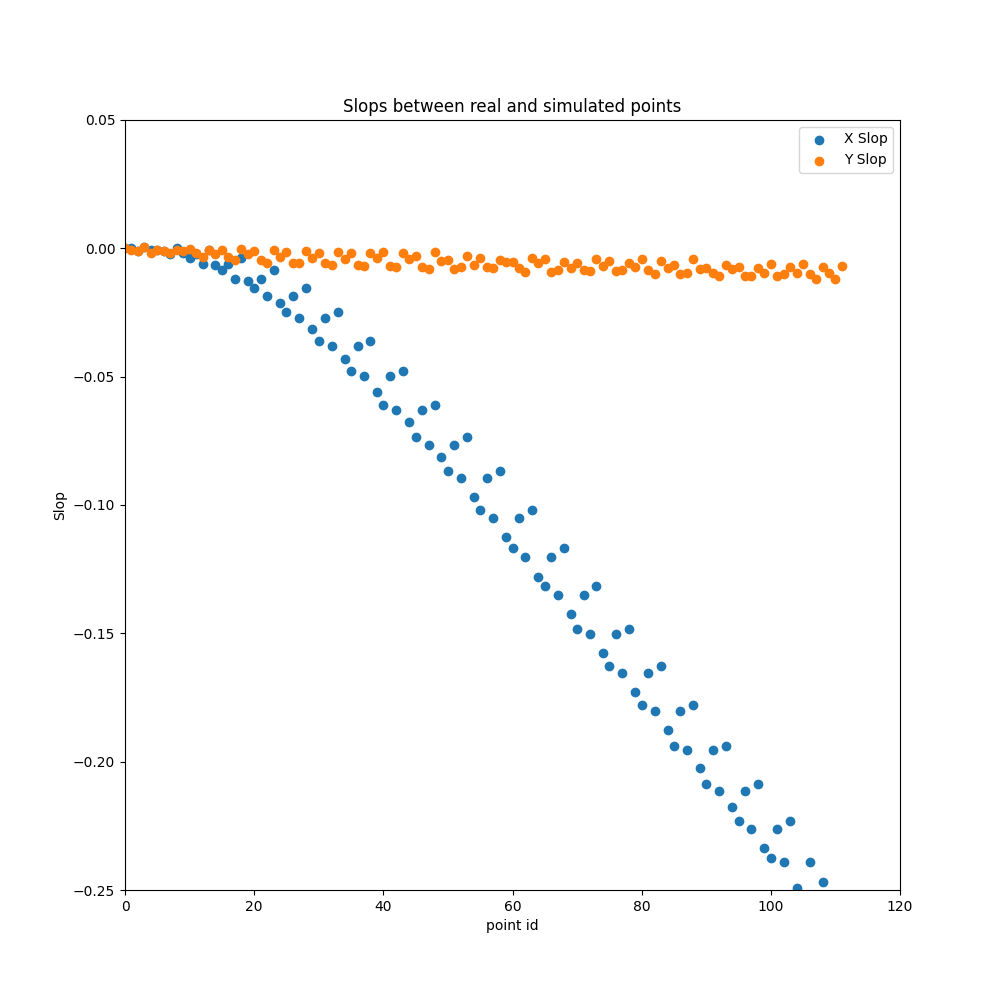 Slops between real and simulated points
X Slop
Y Slop
0.05
0.00
−0.05
−0.10
−0.15
−0.20
−0.25
Slop
0 20 40 60 80 100 120
point id